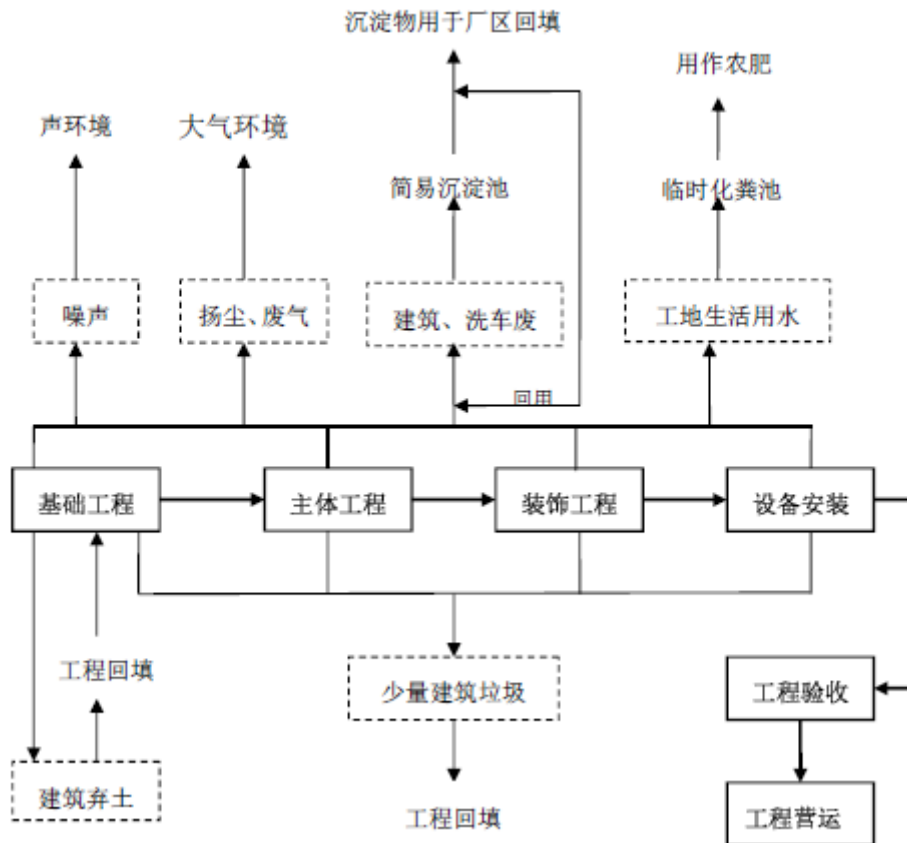 沉淀物用于厂区回填
用作农肥
声环境
大气环境
简易沉淀池
临时化粪池
噪声
扬尘、废气
建筑、洗车废
工地生活用水
回用
基础工程
主体工程
装饰工程
设备安装
工程回填
少量建筑垃圾
工程验收
建筑弃土
工程回填
工程营运